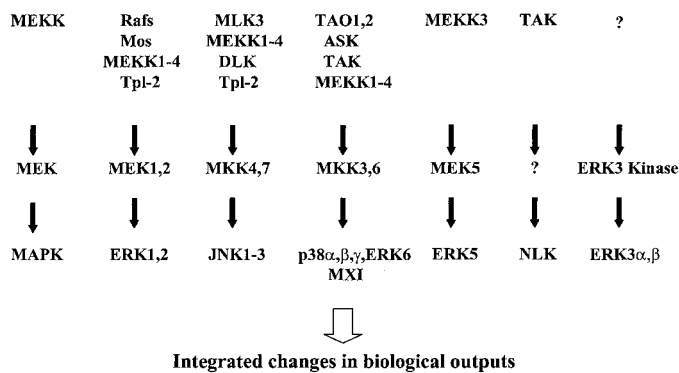 MEKK Rafs MLK3 TAO1,2 MEKK3 TAK ?
Mos MEKK1-4 ASK
MEKK1-4 DLK TAK
Tpl-2 Tpl-2 MEKK1-4
MEK MEK1,2 MKK4,7 MKK3,6 MEK5 ? ERK3 Kinase
MAPK ERK1,2 JNK1-3 p38α,β,γ,ERK6 ERK5 NLK ERK3α,β
MXI
Integrated changes in biological outputs